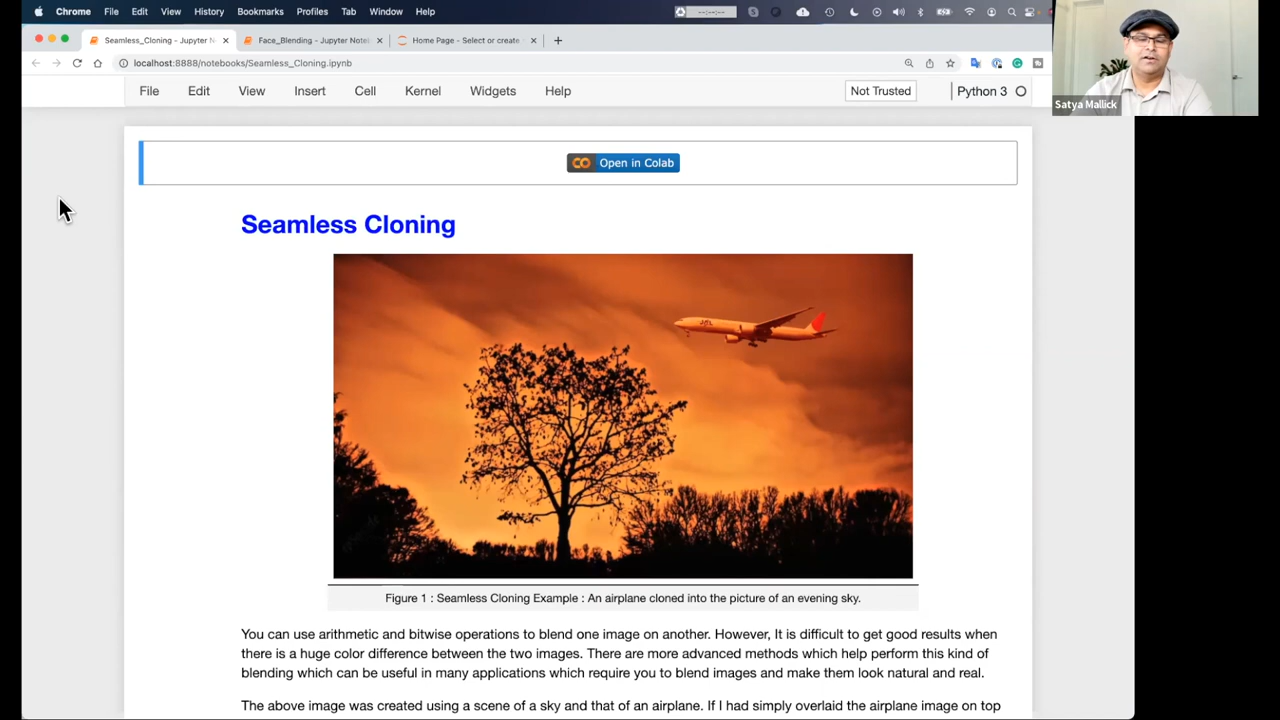 Chrome File Edit View History Bookmarks Profiles Tab Window Help --:--:--
Seamless_Cloning - Jupyter N Face_Blending - Jupyter Note Home Page - Select or create
localhost:8888/notebooks/Seamless_Cloning.ipynb
File Edit View Insert Cell Kernel Widgets Help Not Trusted Python 3
Satya Mallick
Open in Colab
Seamless Cloning
JAL
Figure 1 : Seamless Cloning Example : An airplane cloned into the picture of an evening sky.
You can use arithmetic and bitwise operations to blend one image on another. However, It is difficult to get good results when
there is a huge color difference between the two images. There are more advanced methods which help perform this kind of
blending which can be useful in many applications which require you to blend images and make them look natural and real.
The above image was created using a scene of a sky and that of an airplane. If I had simply overlaid the airplane image on top